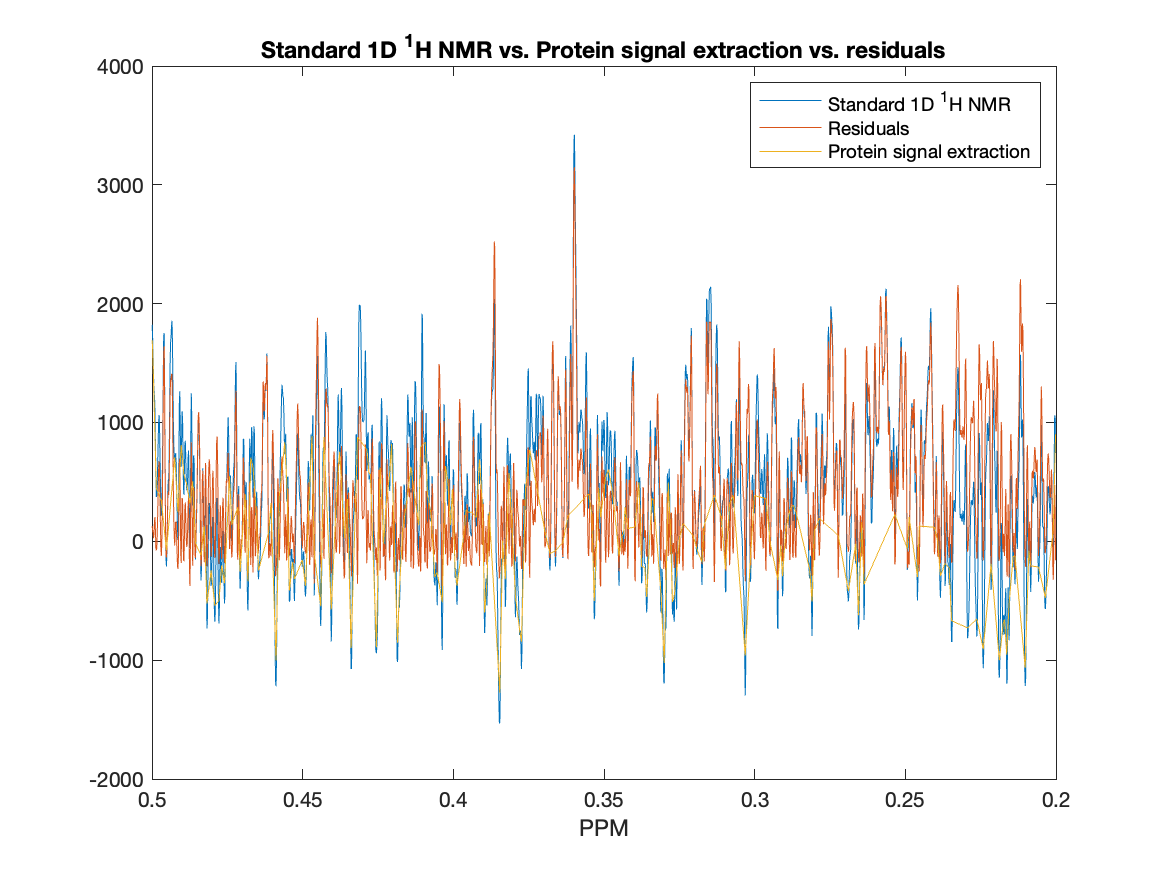 Standard 1D ¹H NMR vs. Protein signal extraction vs. residuals
Standard 1D ¹H NMR
Residuals
Protein signal extraction
4000
3000
2000
1000
0
-1000
-2000
0.5 0.45 0.4 0.35 0.3 0.25 0.2
PPM